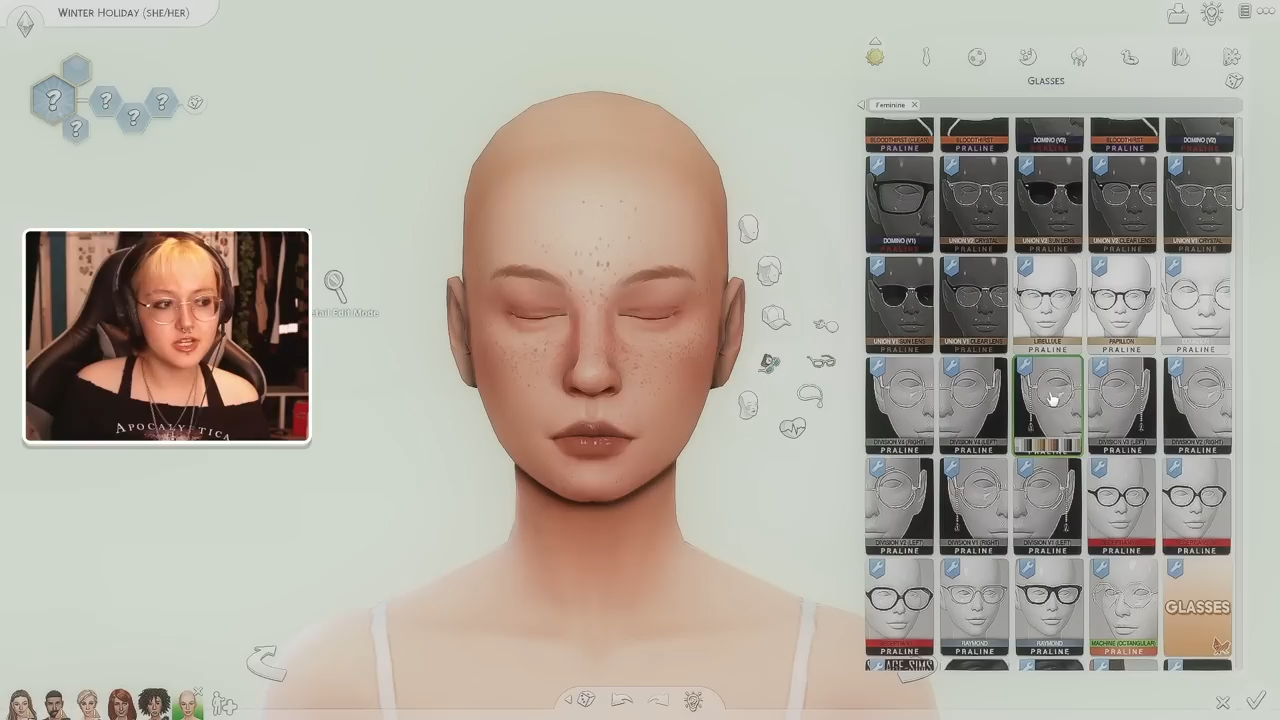 WINTER HOLIDAY (SHE/HER)
GLASSES
Feminine
BLOODTHIRST (CLEAR)
BLOODTHIRST
DOMINO (V3)
BLOODTHIRST
DOMINO (V2)
PRALINE
PRALINE
PRALINE
PRALINE
PRALINE
DOMINO (V1)
UNION V2 CRYSTAL
UNION V2 SUN LENS
UNION V2 CLEAR LENS
UNION V1 CRYSTAL
PRALINE
PRALINE
PRALINE
PRALINE
PRALINE
tail Edit Mode
UNION V1 SUN LENS
UNION V1 CLEAR LENS
LIBELLULE
PAPILLON
PRALINE
PRALINE
PRALINE
PRALINE
PRALINE
APOCALYPTICA
DIVISION V4 (RIGHT)
DIVISION V4 (LEFT)
DIVISION V3 (LEFT)
DIVISION V2 (RIGHT)
PRALINE
PRALINE
PRALINE
PRALINE
PRALINE
DIVISION V2 (LEFT)
DIVISION V1 (RIGHT)
DIVISION V1 (LEFT)
PRALINE
PRALINE
PRALINE
PRALINE
PRALINE
GLASSES
RAYMOND
RAYMOND
MACHINE (OCTANGULAR)
PRALINE
PRALINE
PRALINE
PRALINE